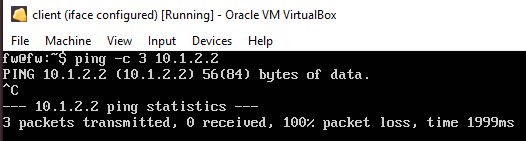 client (iface configured) [Running] - Oracle VM VirtualBox
File Machine View Input Devices Help
fw@fw:~$ ping -c 3 10.1.2.2
PING 10.1.2.2 (10.1.2.2) 56(84) bytes of data.
^C
--- 10.1.2.2 ping statistics ---
3 packets transmitted, 0 received, 100% packet loss, time 1999ms